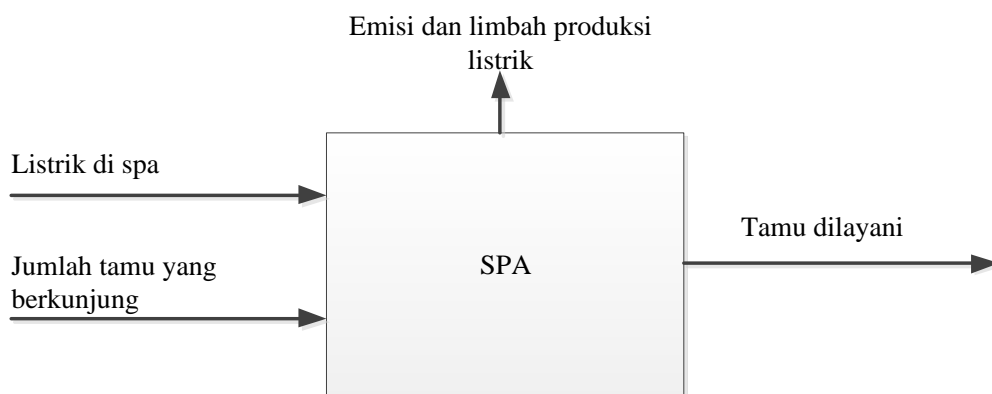 Emisi dan limbah produksi
listrik
Listrik di spa
Jumlah tamu yang
berkunjung
SPA
Tamu dilayani